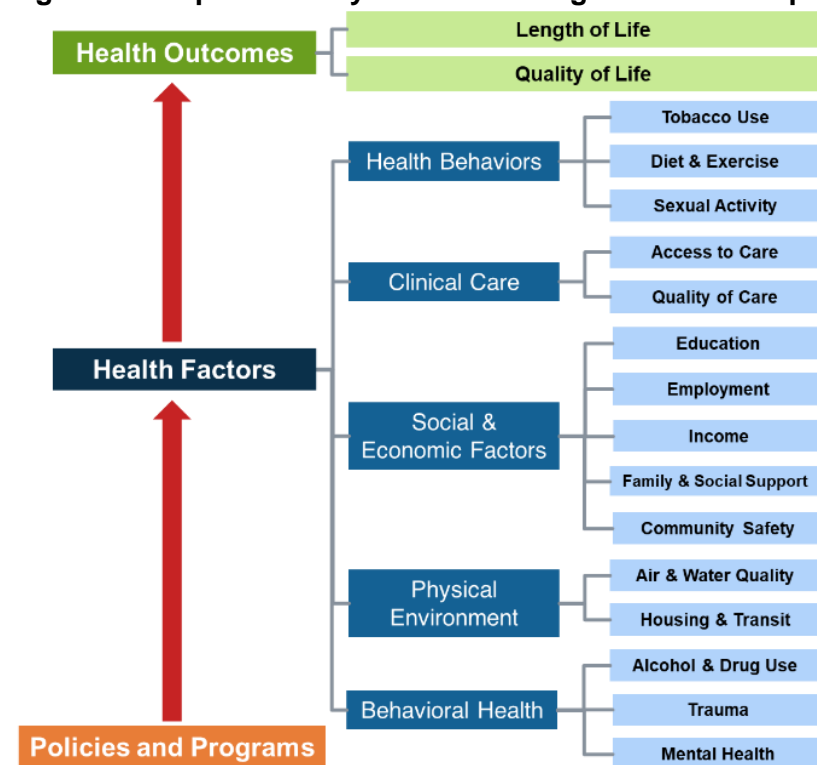 Length of Life
Health Outcomes
Quality of Life
Tobacco Use
Health Behaviors
Diet & Exercise
Sexual Activity
Access to Care
Clinical Care
Quality of Care
Education
Health Factors
Employment
Social &
Economic Factors
Income
Family & Social Support
Community Safety
Air & Water Quality
Physical
Environment
Housing & Transit
Alcohol & Drug Use
Behavioral Health
Trauma
Policies and Programs
Mental Health